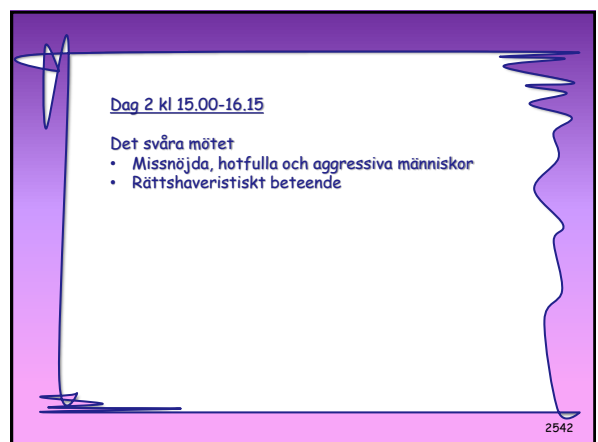 Dag 2 kl 15.00-16.15
Det svåra mötet
• Missnöjda, hotfulla och aggressiva människor
• Rättshaveristiskt beteende
2542